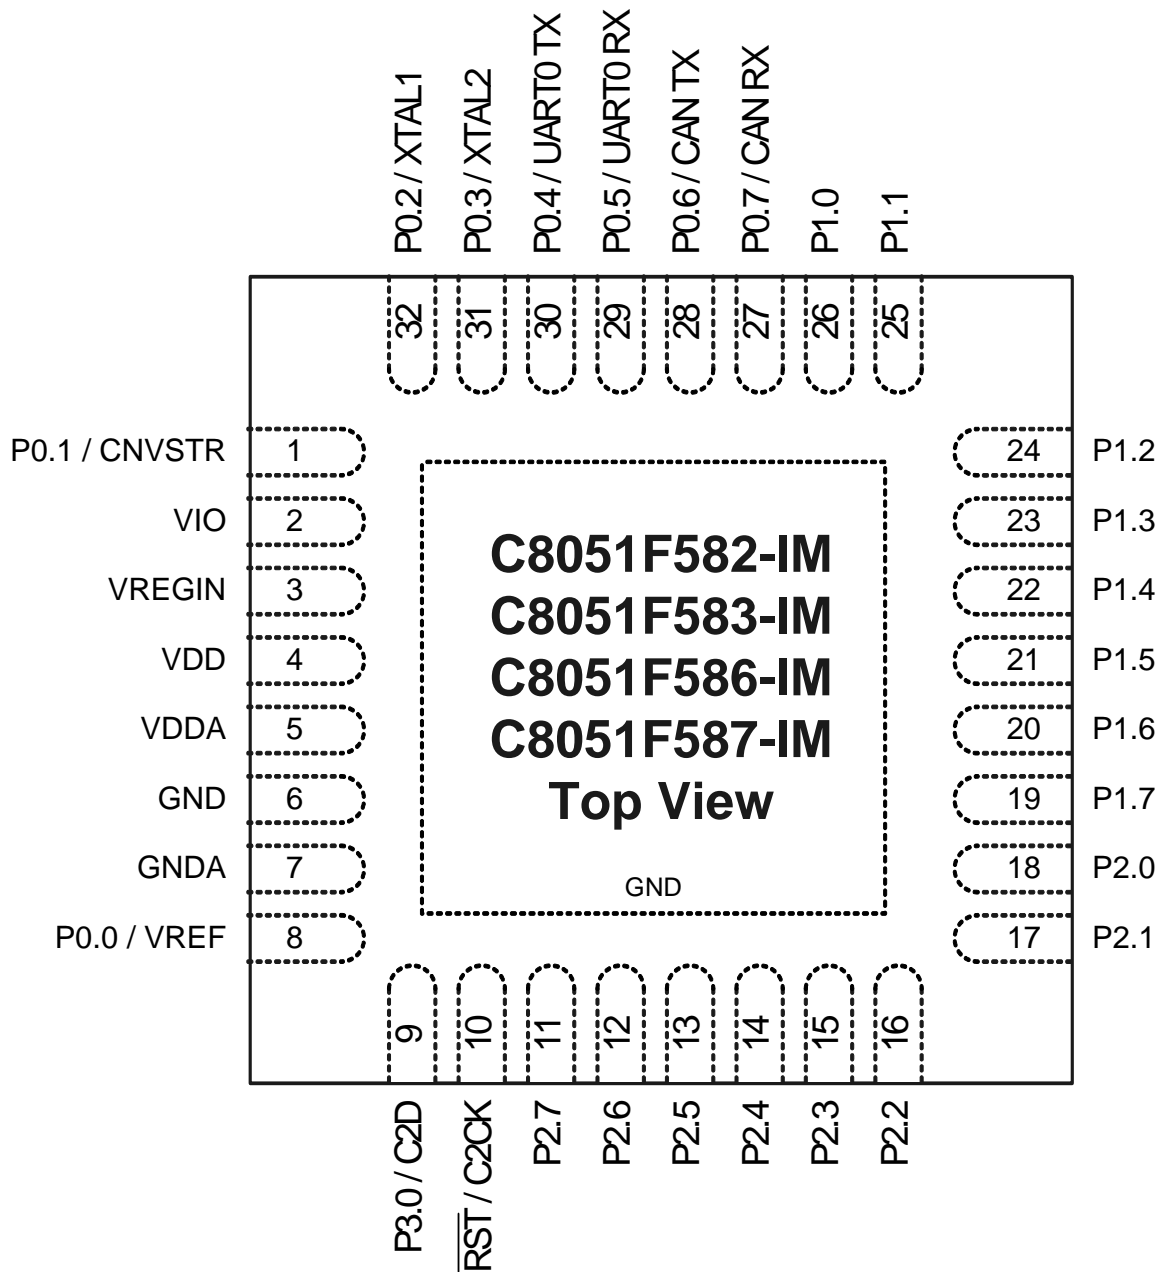 P0.2 / XTAL1
P0.3 / XTAL2
P0.4 / UART0 TX
P0.5 / UART0 RX
P0.6 / CAN TX
P0.7 / CAN RX
P1.0
P1.1
32
31
30
29
28
27
26
25
P0.1 / CNVSTR
1
VIO
2
VREGIN
3
VDD
4
VDDA
5
GND
6
GNDA
7
P0.0 / VREF
8
C8051F582-IM
C8051F583-IM
C8051F586-IM
C8051F587-IM
Top View
GND
24
P1.2
23
P1.3
22
P1.4
21
P1.5
20
P1.6
19
P1.7
18
P2.0
17
P2.1
9
10
11
12
13
14
15
16
P3.0 / C2D
RST / C2CK
P2.7
P2.6
P2.5
P2.4
P2.3
P2.2